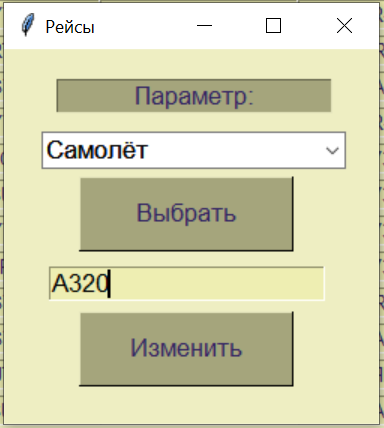 Рейсы
Параметр:
Самолёт
Выбрать
A320
Изменить